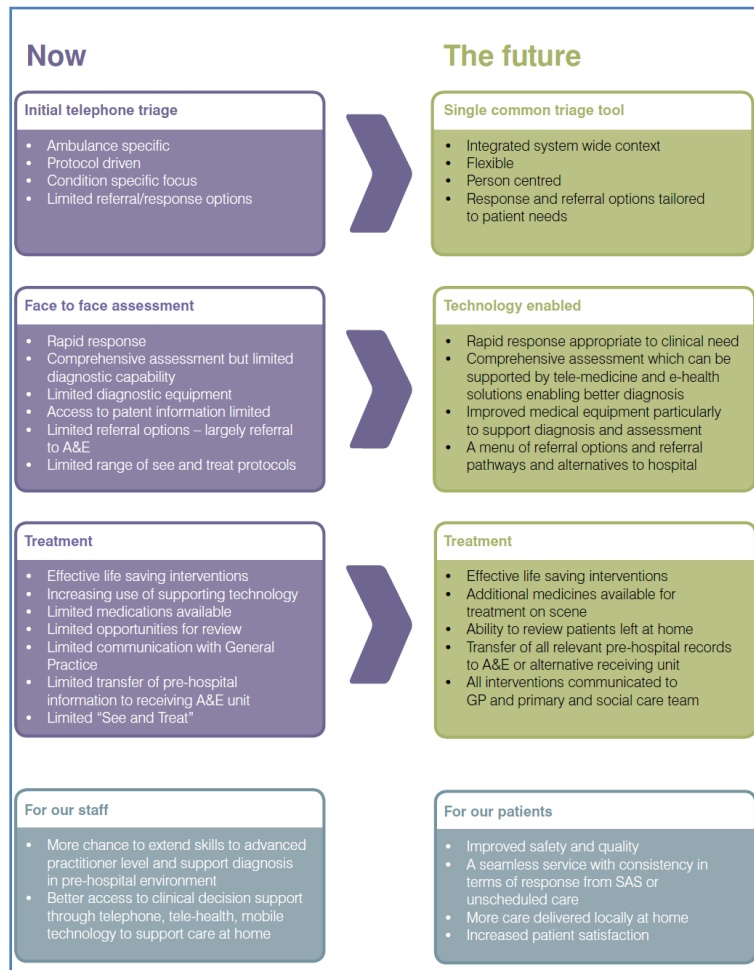 Now
The future
Initial telephone triage
• Ambulance specific
• Protocol driven
• Condition specific focus
• Limited referral/response options
Single common triage tool
• Integrated system wide context
• Flexible
• Person centred
• Response and referral options tailored
to patient needs
Face to face assessment
• Rapid response
• Comprehensive assessment but limited
diagnostic capability
• Limited diagnostic equipment
• Access to patent information limited
• Limited referral options – largely referral
to A&E
• Limited range of see and treat protocols
Technology enabled
• Rapid response appropriate to clinical need
• Comprehensive assessment which can be
supported by tele-medicine and e-health
solutions enabling better diagnosis
• Improved medical equipment particularly
to support diagnosis and assessment
• A menu of referral options and referral
pathways and alternatives to hospital
Treatment
• Effective life saving interventions
• Increasing use of supporting technology
• Limited medications available
• Limited opportunities for review
• Limited communication with General
Practice
• Limited transfer of pre-hospital
information to receiving A&E unit
• Limited “See and Treat”
Treatment
• Effective life saving interventions
• Additional medicines available for
treatment on scene
• Ability to review patients left at home
• Transfer of all relevant pre-hospital records
to A&E or alternative receiving unit
• All interventions communicated to
GP and primary and social care team
For our staff
• More chance to extend skills to advanced
practitioner level and support diagnosis
in pre-hospital environment
• Better access to clinical decision support
through telephone, tele-health, mobile
technology to support care at home
For our patients
• Improved safety and quality
• A seamless service with consistency in
terms of response from SAS or
unscheduled care
• More care delivered locally at home
• Increased patient satisfaction